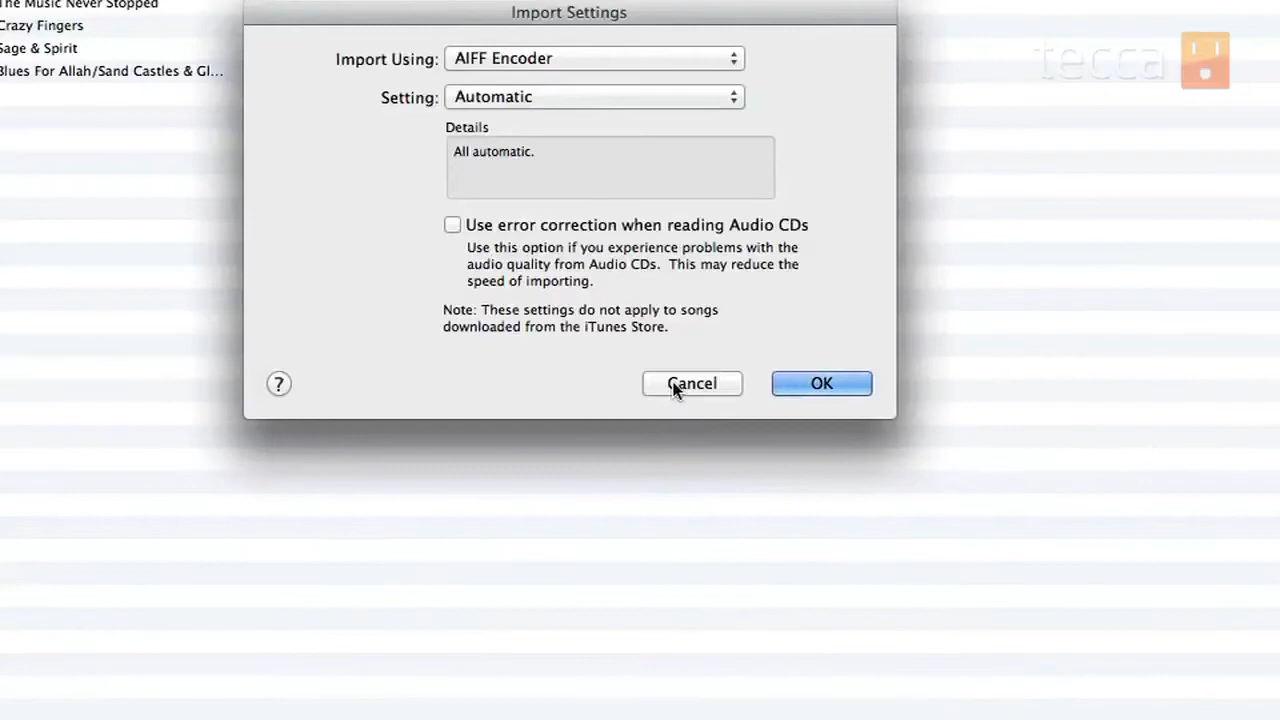 The Music Never Stopped
Crazy Fingers
Sage & Spirit
Blues For Allah/Sand Castles & Gl...
Import Settings
tecca
Import Using: AIFF Encoder
Setting: Automatic
Details
All automatic.
Use error correction when reading Audio CDs
Use this option if you experience problems with the
audio quality from Audio CDs. This may reduce the
speed of importing.
Note: These settings do not apply to songs
downloaded from the iTunes Store.
? Cancel OK